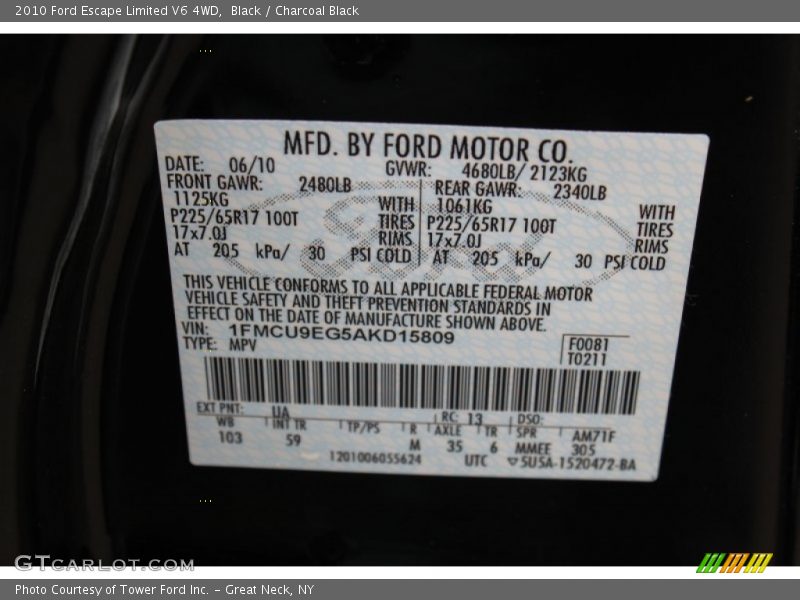 2010 Ford Escape Limited V6 4WD,  Black / Charcoal Black
MFD. BY FORD MOTOR CO.
DATE: 06/10 GVWR: 4680LB/ 2123KG
FRONT GAWR: 2480LB REAR GAWR: 2340LB
1125KG WITH 1061KG WITH
P225/65R17 100T TIRES P225/65R17 100T TIRES
17x7.0J RIMS 17x7.0J RIMS
AT 205 kPa/ 30 PSI COLD AT 205 kPa/ 30 PSI COLD
THIS VEHICLE CONFORMS TO ALL APPLICABLE FEDERAL MOTOR
VEHICLE SAFETY AND THEFT PREVENTION STANDARDS IN
EFFECT ON THE DATE OF MANUFACTURE SHOWN ABOVE.
VIN: 1FMCU9EG5AKD15809
TYPE: MPV
F0081
T0211
EXT PNT: UA RC: 13 DSO:
WB INT TR TP/PS R AXLE TR SPR AM71F
103 59 M 35 6 MMEE 305
1201006055624 UTC ▽SU5A-1520472-BA
Ford
GTCARLOT.COM
Photo Courtesy of Tower Ford Inc. – Great Neck, NY